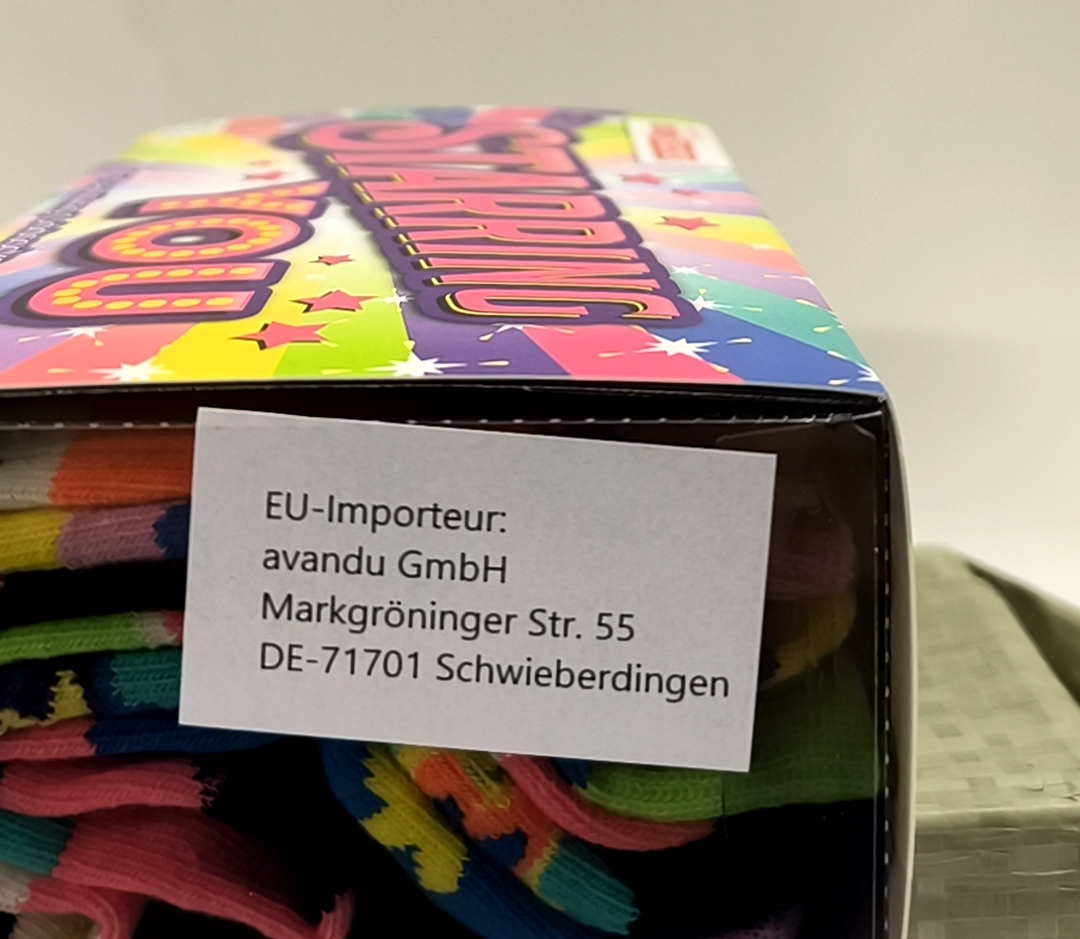 STARRING
YOU
EU-Importeur:
avandu GmbH
Markgröninger Str. 55
DE-71701 Schwieberdingen